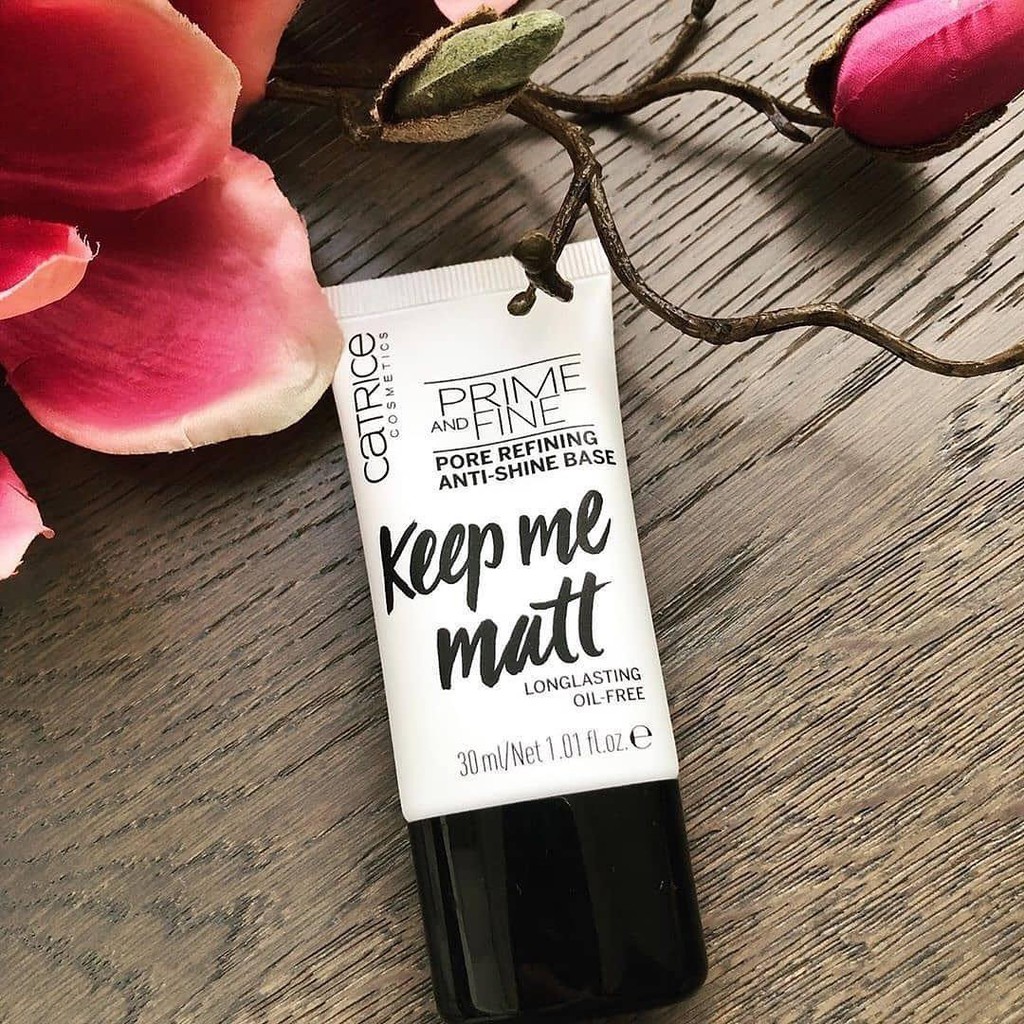 CATRICE
COSMETICS
PRIME
AND FINE
PORE REFINING
ANTI-SHINE BASE
Keep me
matt
LONGLASTING
OIL-FREE
30 ml/Net 1.01 fl.oz. ℮